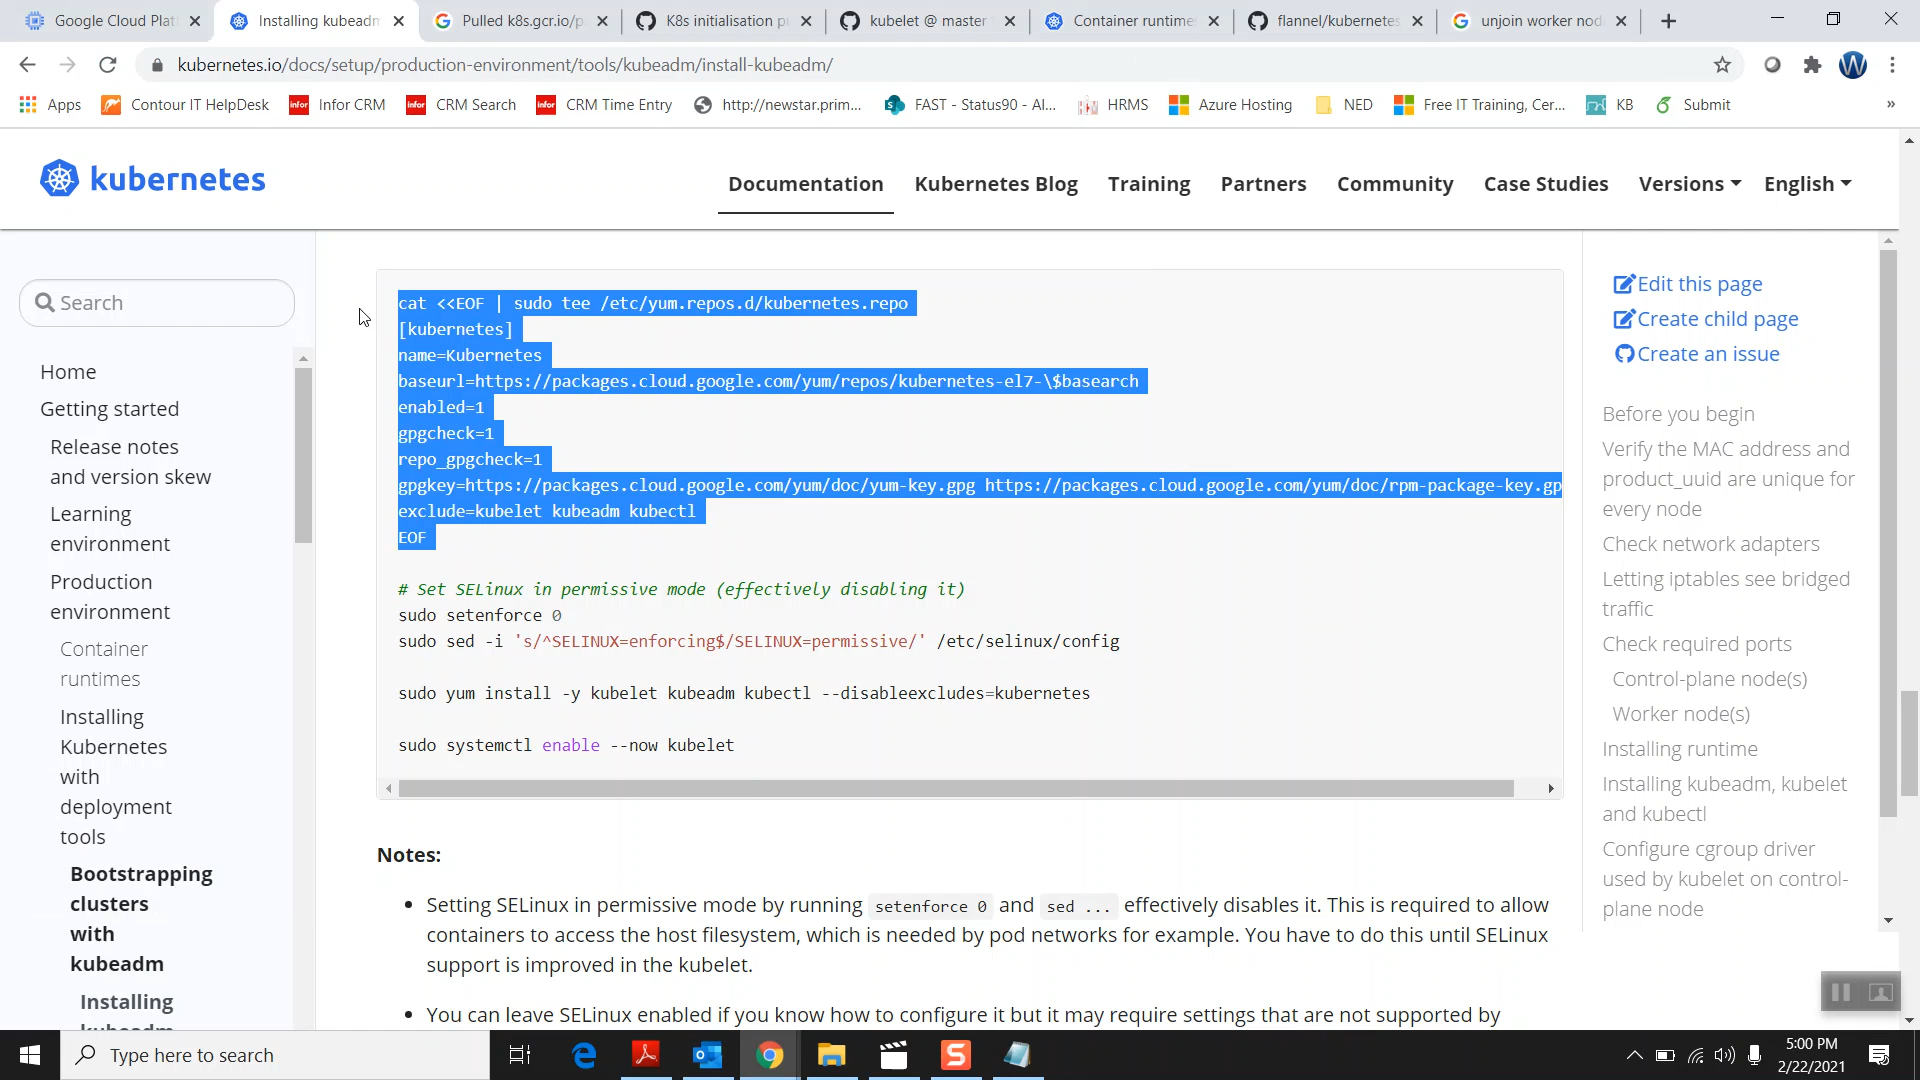 Google Cloud Plat
Installing kubeadm
Pulled k8s.gcr.io/p
K8s initialisation p
kubelet @ master
Container runtime
flannel/kubernetes
unjoin worker nod
kubernetes.io/docs/setup/production-environment/tools/kubeadm/install-kubeadm/
W
Apps
Contour IT HelpDesk
infor
Infor CRM
infor
CRM Search
infor
CRM Time Entry
http://newstar.prim...
FAST - Status90 - Al...
HRMS
Azure Hosting
NED
Free IT Training, Cer...
KB
Submit
»
kubernetes
Documentation
Kubernetes Blog
Training
Partners
Community
Case Studies
Versions
English
Search
Home
Getting started
Release notes
and version skew
Learning
environment
Production
environment
Container
runtimes
Installing
Kubernetes
with
deployment
tools
Bootstrapping
clusters
with
kubeadm
Installing
kubeadm
cat <<EOF | sudo tee /etc/yum.repos.d/kubernetes.repo
[kubernetes]
name=Kubernetes
baseurl=https://packages.cloud.google.com/yum/repos/kubernetes-el7-\$basearch
enabled=1
gpgcheck=1
repo_gpgcheck=1
gpgkey=https://packages.cloud.google.com/yum/doc/yum-key.gpg https://packages.cloud.google.com/yum/doc/rpm-package-key.gp
exclude=kubelet kubeadm kubectl
EOF
# Set SELinux in permissive mode (effectively disabling it)
sudo setenforce 0
sudo sed -i 's/^SELINUX=enforcing$/SELINUX=permissive/' /etc/selinux/config
sudo yum install -y kubelet kubeadm kubectl --disableexcludes=kubernetes
sudo systemctl enable --now kubelet
Notes:
• Setting SELinux in permissive mode by running setenforce 0 and sed ... effectively disables it. This is required to allow
containers to access the host filesystem, which is needed by pod networks for example. You have to do this until SELinux
support is improved in the kubelet.
• You can leave SELinux enabled if you know how to configure it but it may require settings that are not supported by
Edit this page
Create child page
Create an issue
Before you begin
Verify the MAC address and
product_uuid are unique for
every node
Check network adapters
Letting iptables see bridged
traffic
Check required ports
Control-plane node(s)
Worker node(s)
Installing runtime
Installing kubeadm, kubelet
and kubectl
Configure cgroup driver
used by kubelet on control-
plane node
Type here to search
S
5:00 PM
2/22/2021